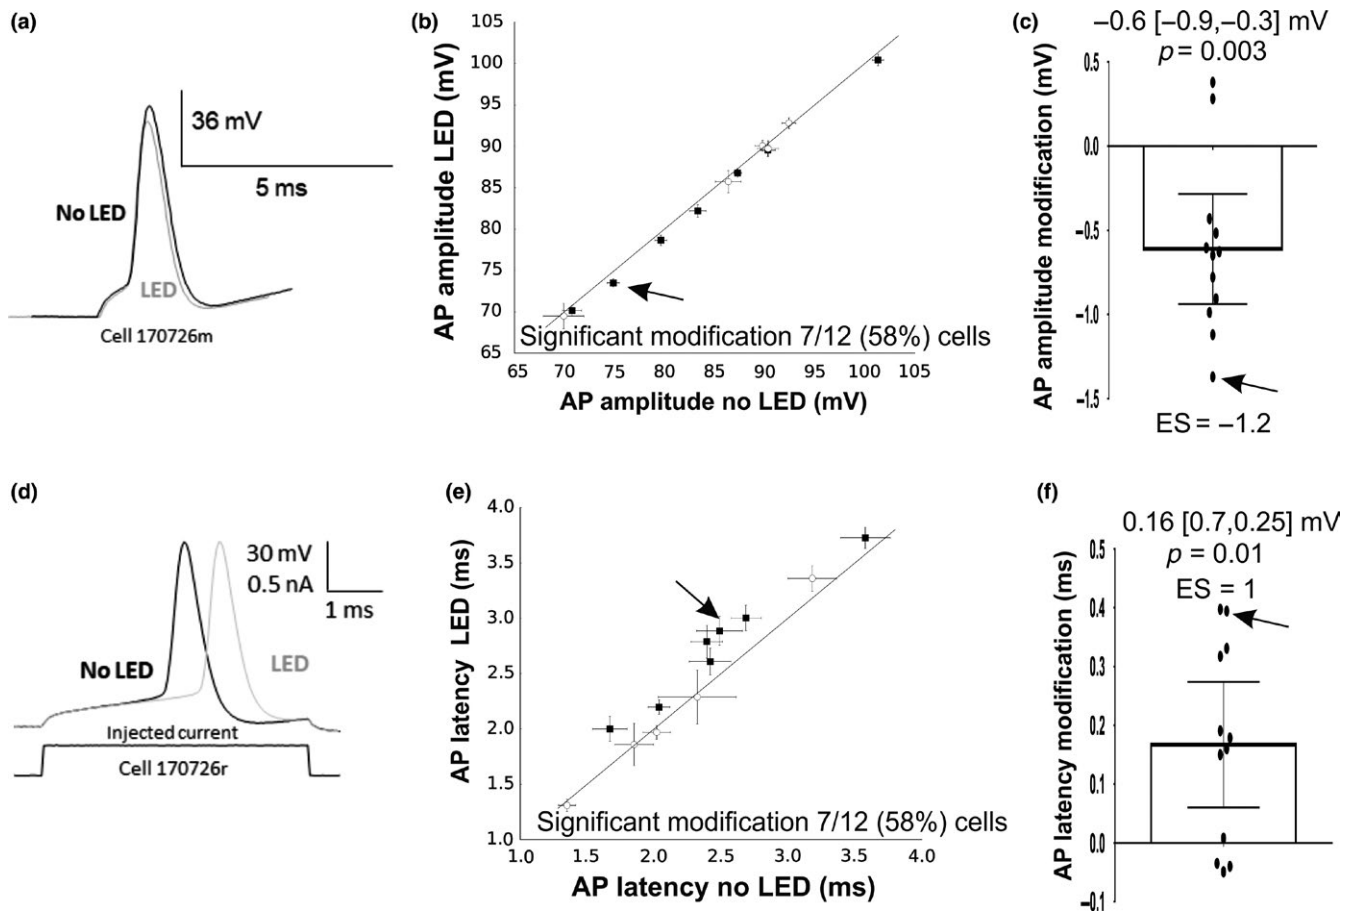 (a)
36 mV
5 ms
No LED
LED
Cell 170726m
(b)
AP amplitude LED (mV)
105
100
95
90
85
80
75
70
65
Significant modification 7/12 (58%) cells
65 70 75 80 85 90 95 100 105
AP amplitude no LED (mV)
(c)
–0.6 [–0.9,–0.3] mV
p = 0.003
AP amplitude modification (mV)
0.5
0.0
–0.5
–1.0
–1.5
ES = –1.2
(d)
30 mV
0.5 nA
1 ms
No LED
LED
Injected current
Cell 170726r
(e)
AP latency LED (ms)
4.0
3.5
3.0
2.5
2.0
1.5
1.0
Significant modification 7/12 (58%) cells
1.0 1.5 2.0 2.5 3.0 3.5 4.0
AP latency no LED (ms)
(f)
0.16 [0.7,0.25] mV
p = 0.01
ES = 1
AP latency modification (ms)
0.5
0.4
0.3
0.2
0.1
0.0
–0.1